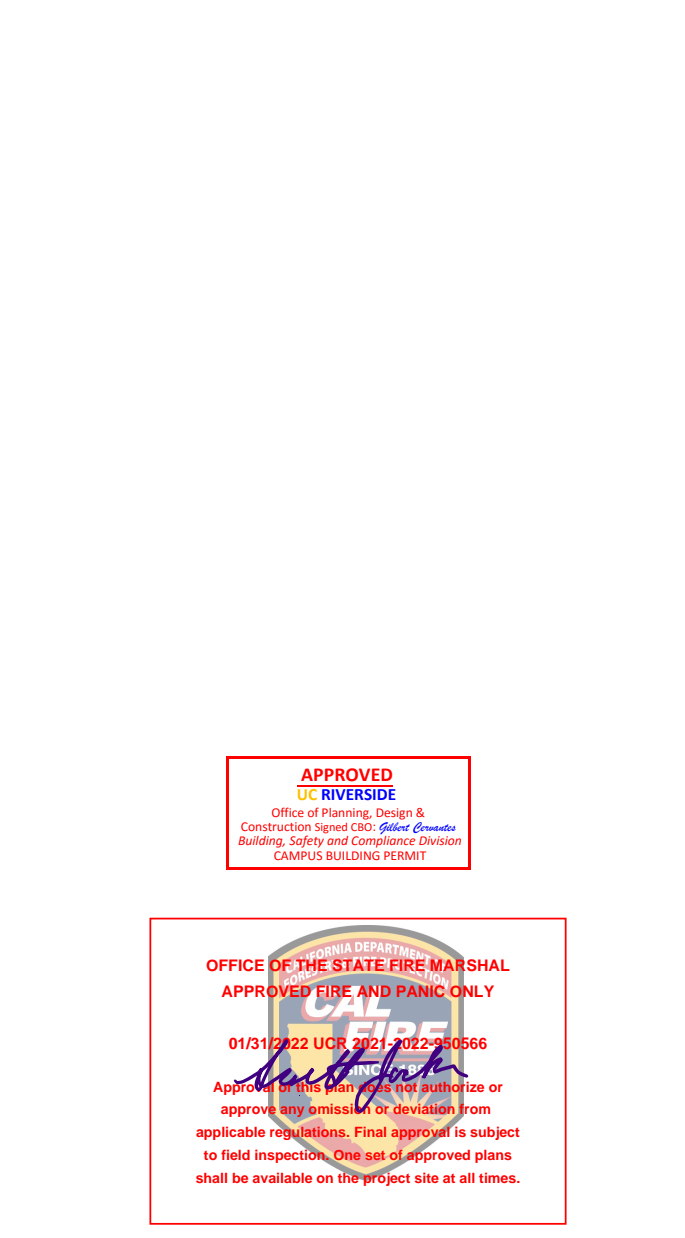 APPROVED
UC RIVERSIDE
Office of Planning, Design &
Construction Signed CBO: Gilbert Cervantes
Building, Safety and Compliance Division
CAMPUS BUILDING PERMIT
CALIFORNIA DEPARTMENT
OFFICE OF THE STATE FIRE MARSHAL
APPROVED FIRE AND PANIC ONLY
CAL
FIRE
01/31/2022 UCR 2021-2022-950566
Approval of this plan does not authorize or
approve any omission or deviation from
applicable regulations. Final approval is subject
to field inspection. One set of approved plans
shall be available on the project site at all times.